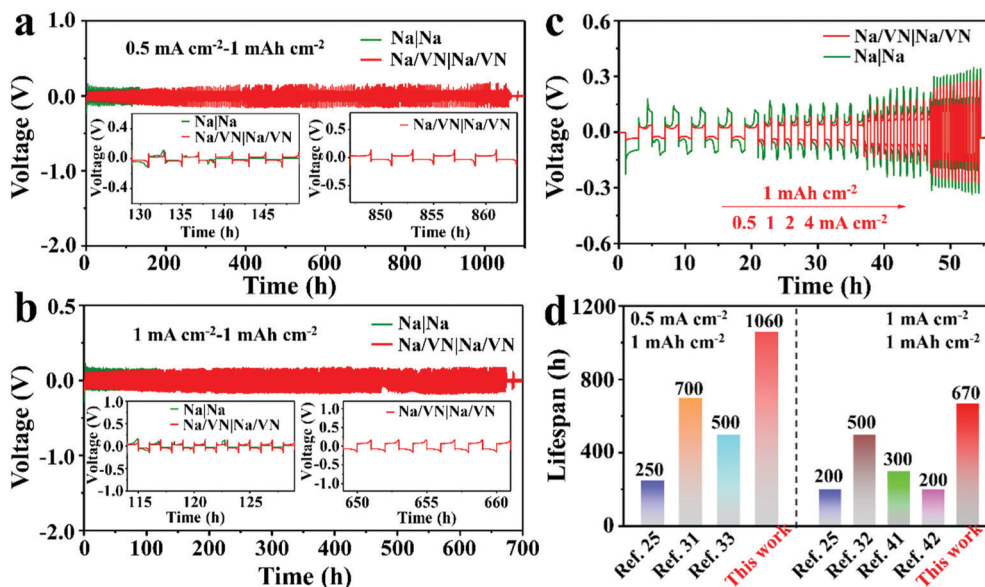 a
0.5 mA cm⁻²-1 mAh cm⁻²
Na|Na
Na/VN|Na/VN
Voltage (V)
1.0
0.0
-1.0
-2.0
Voltage (V)
0.4
0.0
-0.4
Na|Na
Na/VN|Na/VN
130 135 140 145
Time (h)
Voltage (V)
0.5
0.0
-0.5
Na/VN|Na/VN
850 855 860
Time (h)
0 200 400 600 800 1000
Time (h)
b
1 mA cm⁻²-1 mAh cm⁻²
Na|Na
Na/VN|Na/VN
Voltage (V)
0.5
0.0
-1.0
-2.0
Voltage (V)
1.0
0.5
0.0
-0.5
-1.0
Na|Na
Na/VN|Na/VN
115 120 125
Time (h)
Voltage (V)
1.0
0.5
0.0
-0.5
-1.0
Na/VN|Na/VN
650 655 660
Time (h)
0 100 200 300 400 500 600 700
Time (h)
c
Na/VN|Na/VN
Na|Na
Voltage (V)
0.6
0.3
0.0
-0.3
-0.6
1 mAh cm⁻²
0.5 1 2 4 mA cm⁻²
0 10 20 30 40 50
Time (h)
d
0.5 mA cm⁻²
1 mAh cm⁻²
1 mA cm⁻²
1 mAh cm⁻²
Lifespan (h)
1200
800
400
0
250
700
500
1060
200
500
300
200
670
Ref. 25
Ref. 31
Ref. 33
This work
Ref. 25
Ref. 32
Ref. 41
Ref. 42
This work